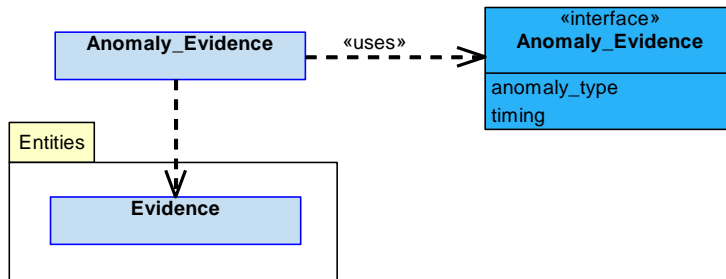 Anomaly_Evidence
«uses»
«interface»
Anomaly_Evidence
anomaly_type
timing
Entities
Evidence